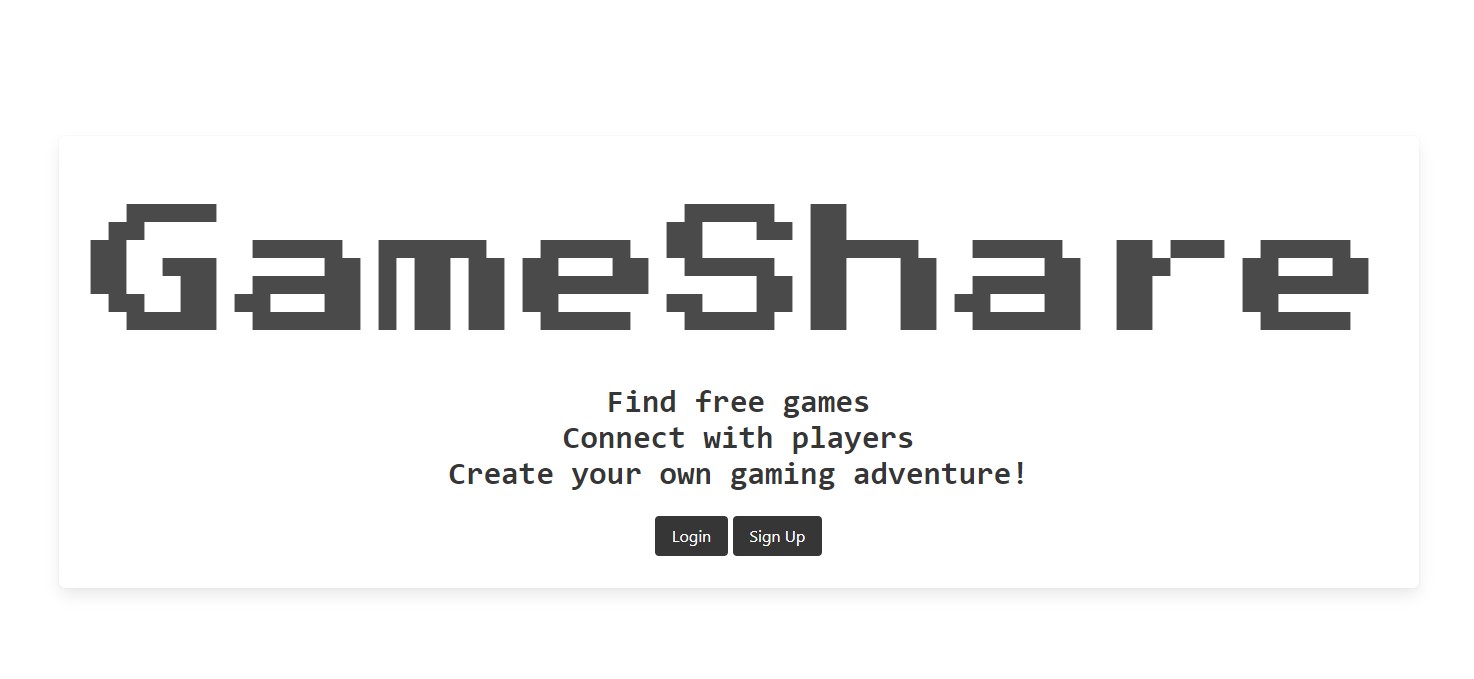 GameShare
Find free games
Connect with players
Create your own gaming adventure!
Login Sign Up